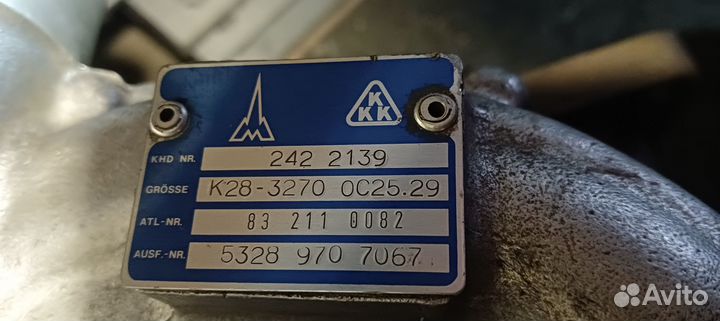 K
KK
KHD NR. 242 2139
GRÖSSE K28-3270 OC25.29
ATL-NR. 83 211 0082
AUSF.-NR. 5328 970 7067
Avito